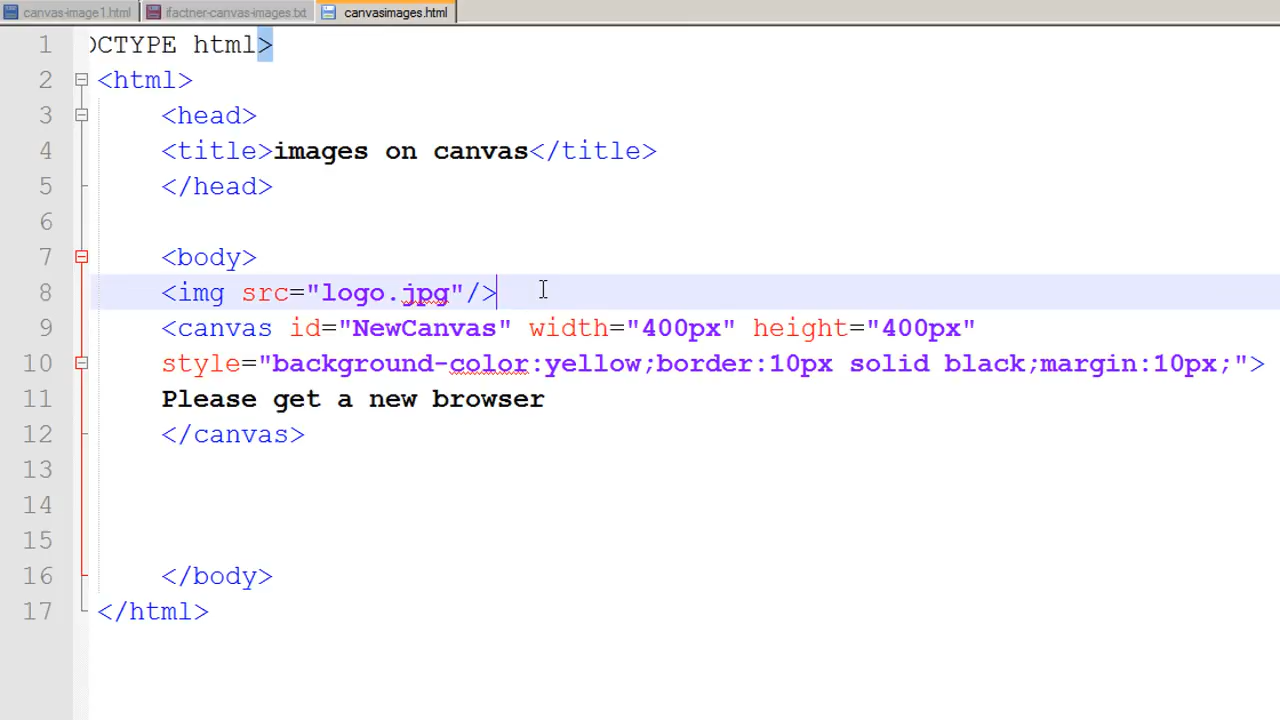 canvas-image1.html ifactner-canvas-images.txt canvasimages.html
1 OCTYPE html>
2 <html>
3 <head>
4 <title>images on canvas</title>
5 </head>
6
7 <body>
8 <img src="logo.jpg"/>
9 <canvas id="NewCanvas" width="400px" height="400px"
10 style="background-color:yellow;border:10px solid black;margin:10px;">
11 Please get a new browser
12 </canvas>
13
14
15
16 </body>
17 </html>